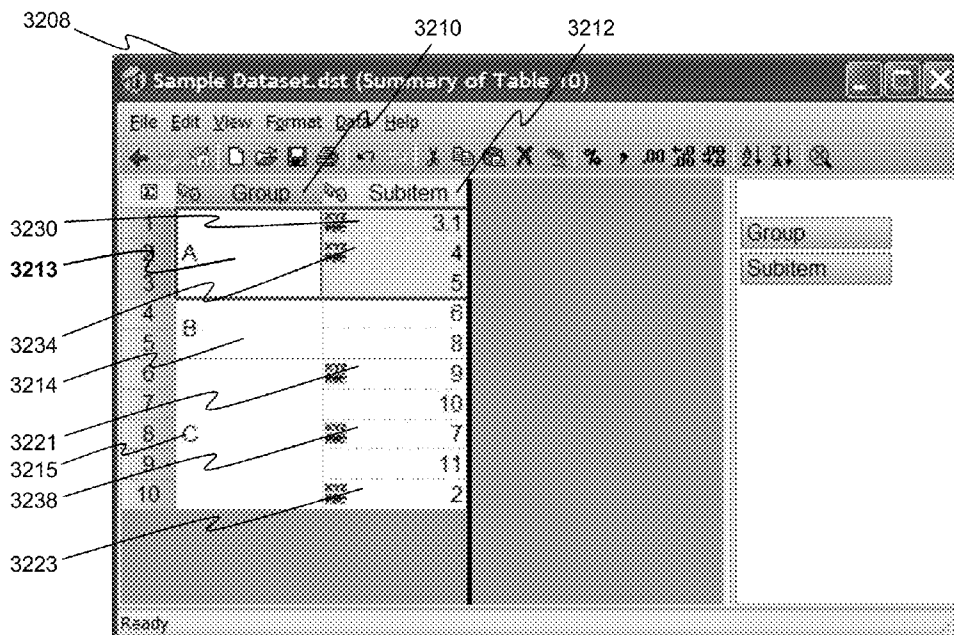 3208
3210
3212
Sample Dataset.dst (Summary of Table 10)
File Edit View Format Data Help
% , .00
Σ Group Subitem
3230
1 3.1
Group
3213
2 A 4
Subitem
3 5
3234
4 6
B
5 8
3214
6 9
7 10
3221
8 C 7
3215
9 11
3238
10 2
3223
Ready